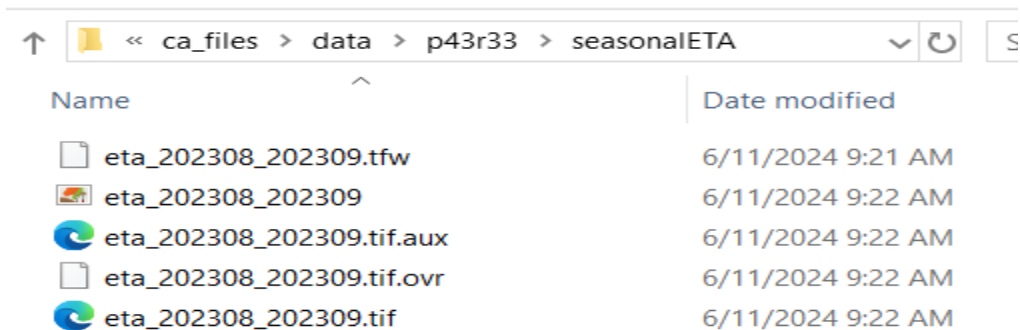 « ca_files > data > p43r33 > seasonalETA S
Name Date modified
eta_202308_202309.tfw 6/11/2024 9:21 AM
eta_202308_202309 6/11/2024 9:22 AM
eta_202308_202309.tif.aux 6/11/2024 9:22 AM
eta_202308_202309.tif.ovr 6/11/2024 9:22 AM
eta_202308_202309.tif 6/11/2024 9:22 AM